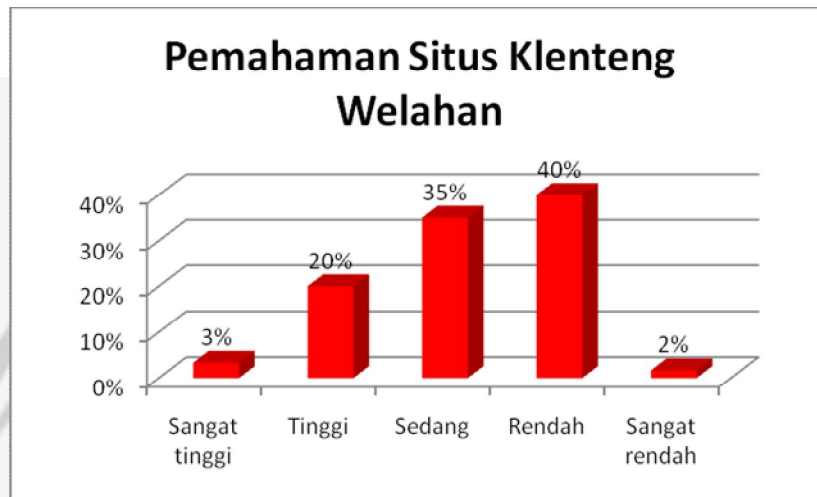 Pemahaman Situs Klenteng
Welahan
40%
30%
20%
10%
0%
3%
20%
35%
40%
2%
Sangat
tinggi
Tinggi
Sedang
Rendah
Sangat
rendah